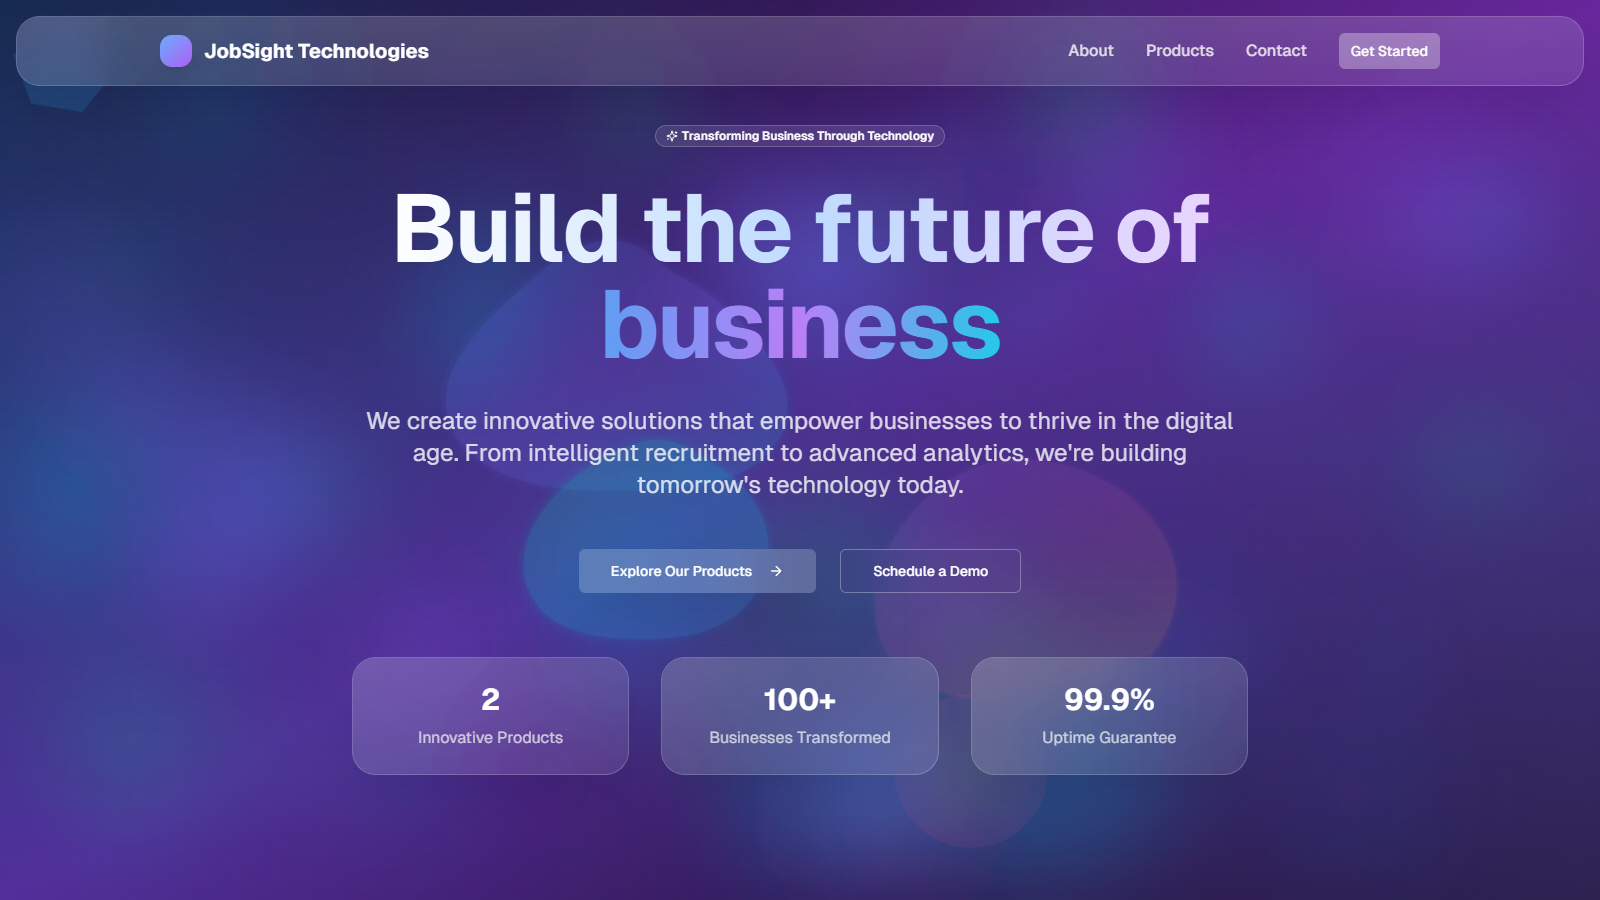 JobSight Technologies
About
Products
Contact
Get Started
Transforming Business Through Technology
Build the future of
business
We create innovative solutions that empower businesses to thrive in the digital
age. From intelligent recruitment to advanced analytics, we're building
tomorrow's technology today.
Explore Our Products
Schedule a Demo
2
Innovative Products
100+
Businesses Transformed
99.9%
Uptime Guarantee